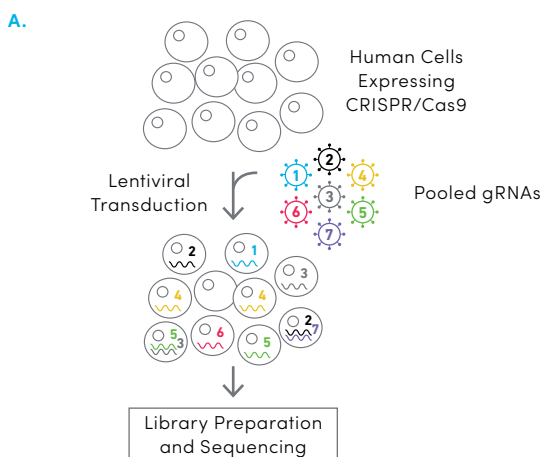 A.
Human Cells
Expressing
CRISPR/Cas9
Lentiviral
Transduction
2
1
4
3
6
5
7
Pooled gRNAs
2
1
3
4
4
5
3
6
5
2
7
Library Preparation
and Sequencing